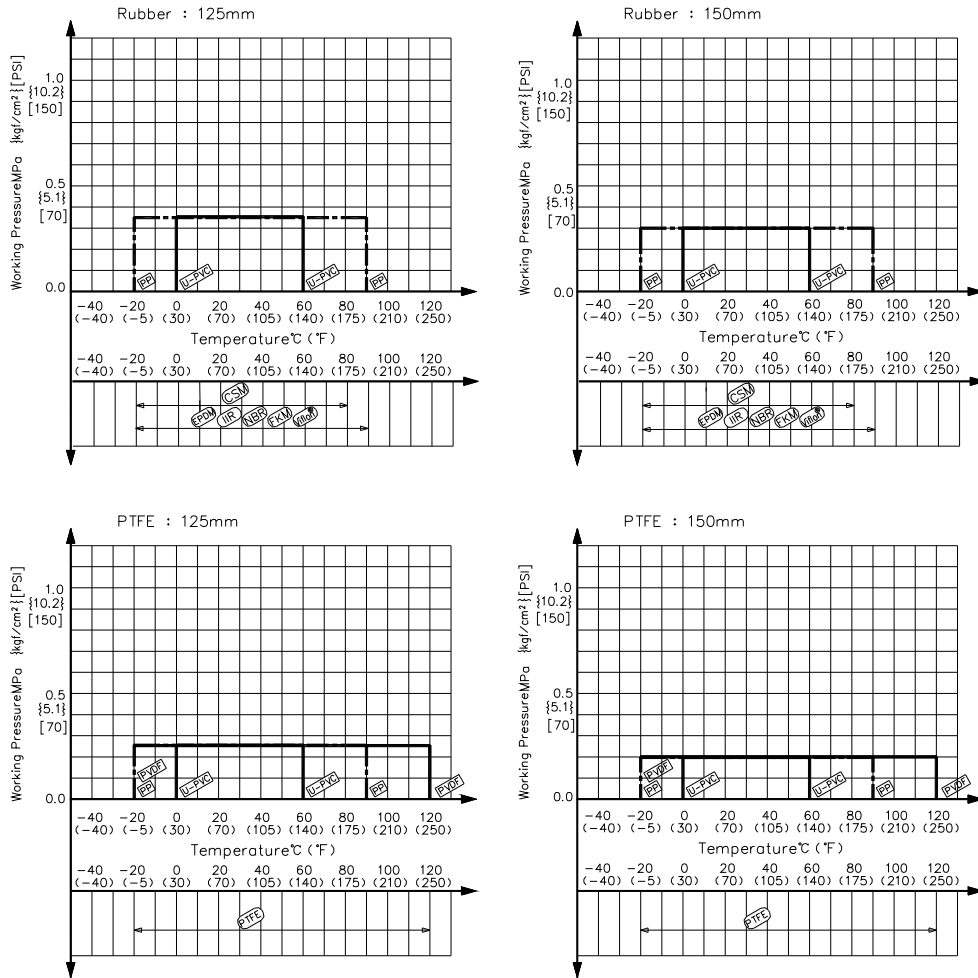 Rubber : 125mm
Working PressureMPa {kgf/cm²}[PSI]
1.0
{10.2}
[150]
0.5
{5.1}
[70]
0.0
PP U-PVC U-PVC PP
-40 -20 0 20 40 60 80 100 120
(-40) (-5) (30) (70) (105) (140) (175) (210) (250)
Temperature℃ (°F)
-40 -20 0 20 40 60 80 100 120
(-40) (-5) (30) (70) (105) (140) (175) (210) (250)
CSM
EPDM IIR NBR FKM Viflon®
Rubber : 150mm
Working PressureMPa {kgf/cm²}[PSI]
1.0
{10.2}
[150]
0.5
{5.1}
[70]
0.0
PP U-PVC U-PVC PP
-40 -20 0 20 40 60 80 100 120
(-40) (-5) (30) (70) (105) (140) (175) (210) (250)
Temperature℃ (°F)
-40 -20 0 20 40 60 80 100 120
(-40) (-5) (30) (70) (105) (140) (175) (210) (250)
CSM
EPDM IIR NBR FKM Viflon®
PTFE : 125mm
Working PressureMPa {kgf/cm²}[PSI]
1.0
{10.2}
[150]
0.5
{5.1}
[70]
0.0
PVDF
PP U-PVC U-PVC PP PVDF
-40 -20 0 20 40 60 80 100 120
(-40) (-5) (30) (70) (105) (140) (175) (210) (250)
Temperature℃ (°F)
-40 -20 0 20 40 60 80 100 120
(-40) (-5) (30) (70) (105) (140) (175) (210) (250)
PTFE
PTFE : 150mm
Working PressureMPa {kgf/cm²}[PSI]
1.0
{10.2}
[150]
0.5
{5.1}
[70]
0.0
PVDF
PP U-PVC U-PVC PP PVDF
-40 -20 0 20 40 60 80 100 120
(-40) (-5) (30) (70) (105) (140) (175) (210) (250)
Temperature℃ (°F)
-40 -20 0 20 40 60 80 100 120
(-40) (-5) (30) (70) (105) (140) (175) (210) (250)
PTFE